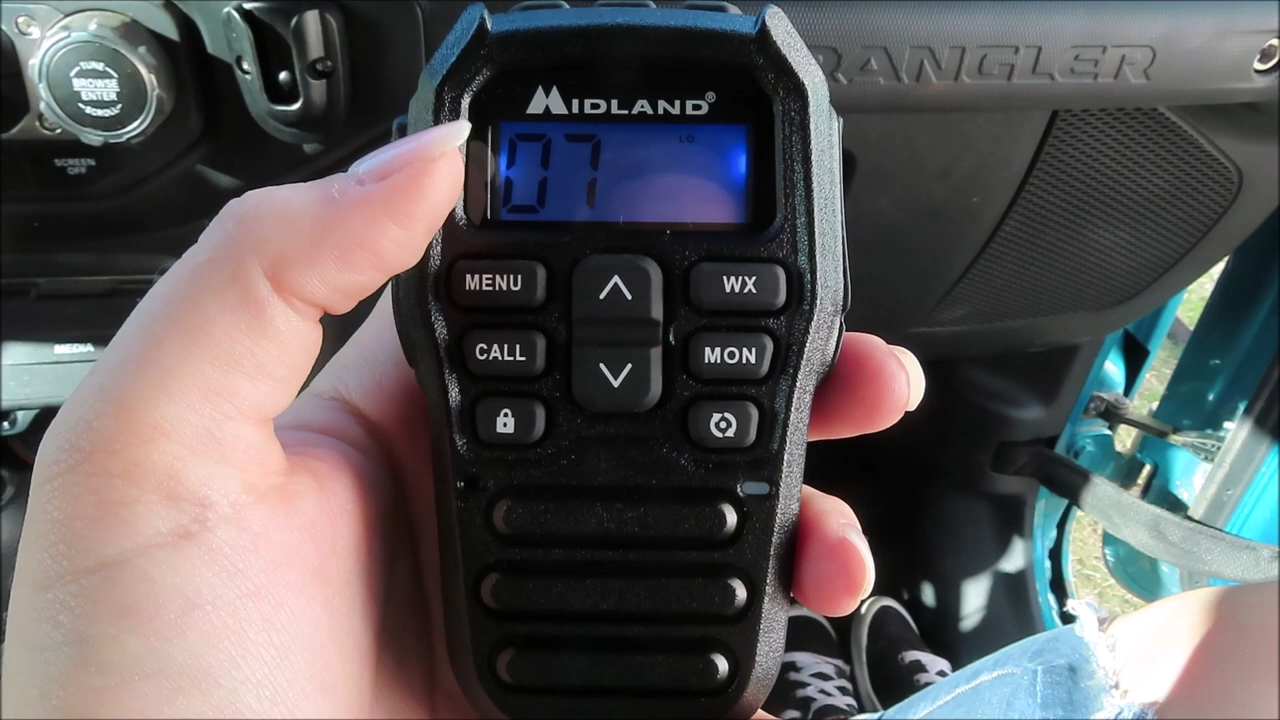 TUNE
BROWSE
ENTER
SCROLL
SCREEN
OFF
MEDIA
RANGLER
MIDLAND®
07
LO
MENU
WX
CALL
MON